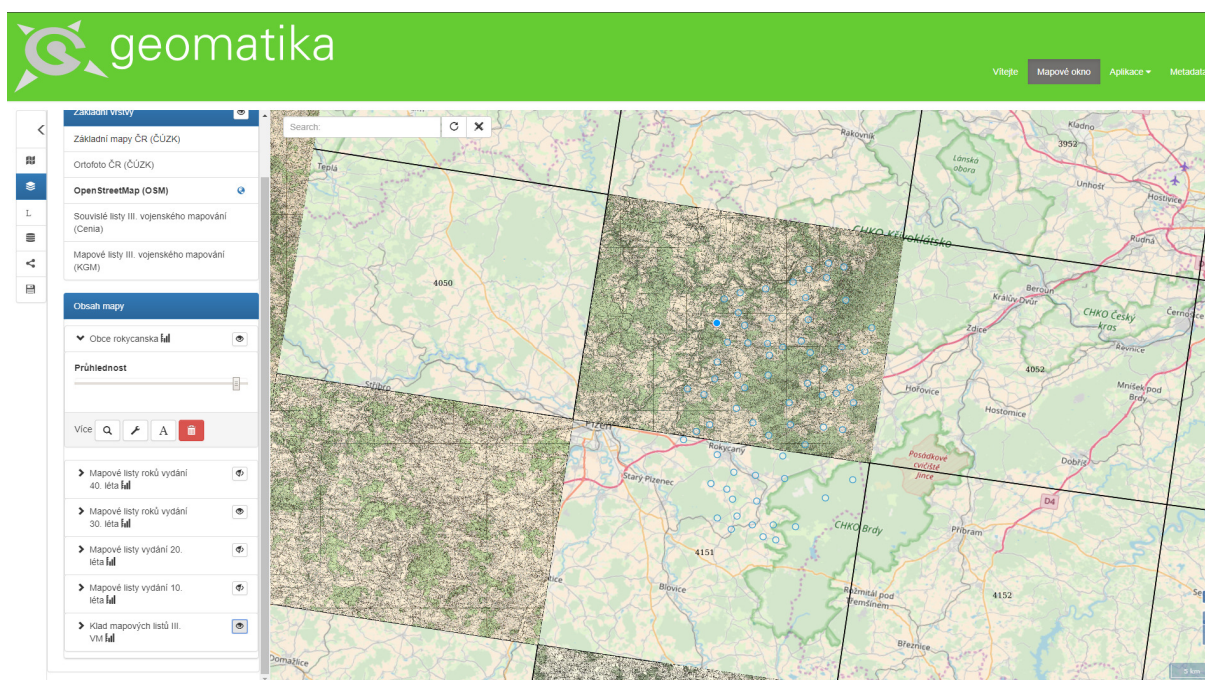 geomatika
Vítejte
Mapové okno
Aplikace
Metadata
Základní vrstvy
Základní mapy ČR (ČÚZK)
Ortofoto ČR (ČÚZK)
OpenStreetMap (OSM)
Souvislé listy III. vojenského mapování
(Cenia)
Mapové listy III. vojenského mapování
(KGM)
Obsah mapy
Obce rokycanska
Průhlednost
Více
A
Mapové listy roků vydání
40. léta
Mapové listy roků vydání
30. léta
Mapové listy vydání 20.
léta
Mapové listy vydání 10.
léta
Klad mapových listů III.
VM
Search:
Teplá
Rakovník
Kladno
3952
Lánská
obora
Unhošť
Hostivice
CHKO Křivoklátsko
Rudná
4050
Beroun
Králův Dvůr
CHKO Český
kras
Černošice
Zdice
Řevnice
4052
Stříbro
Hořovice
Mníšek pod
Brdy
Hostomice
Plzeň
Rokycany
Posádkové
cvičiště
Jince
Dobříš
Starý Plzenec
D4
CHKO Brdy
Příbram
4151
Blovice
Rožmitál pod
Třemšínem
4152
Březnice
Domažlice
5 km